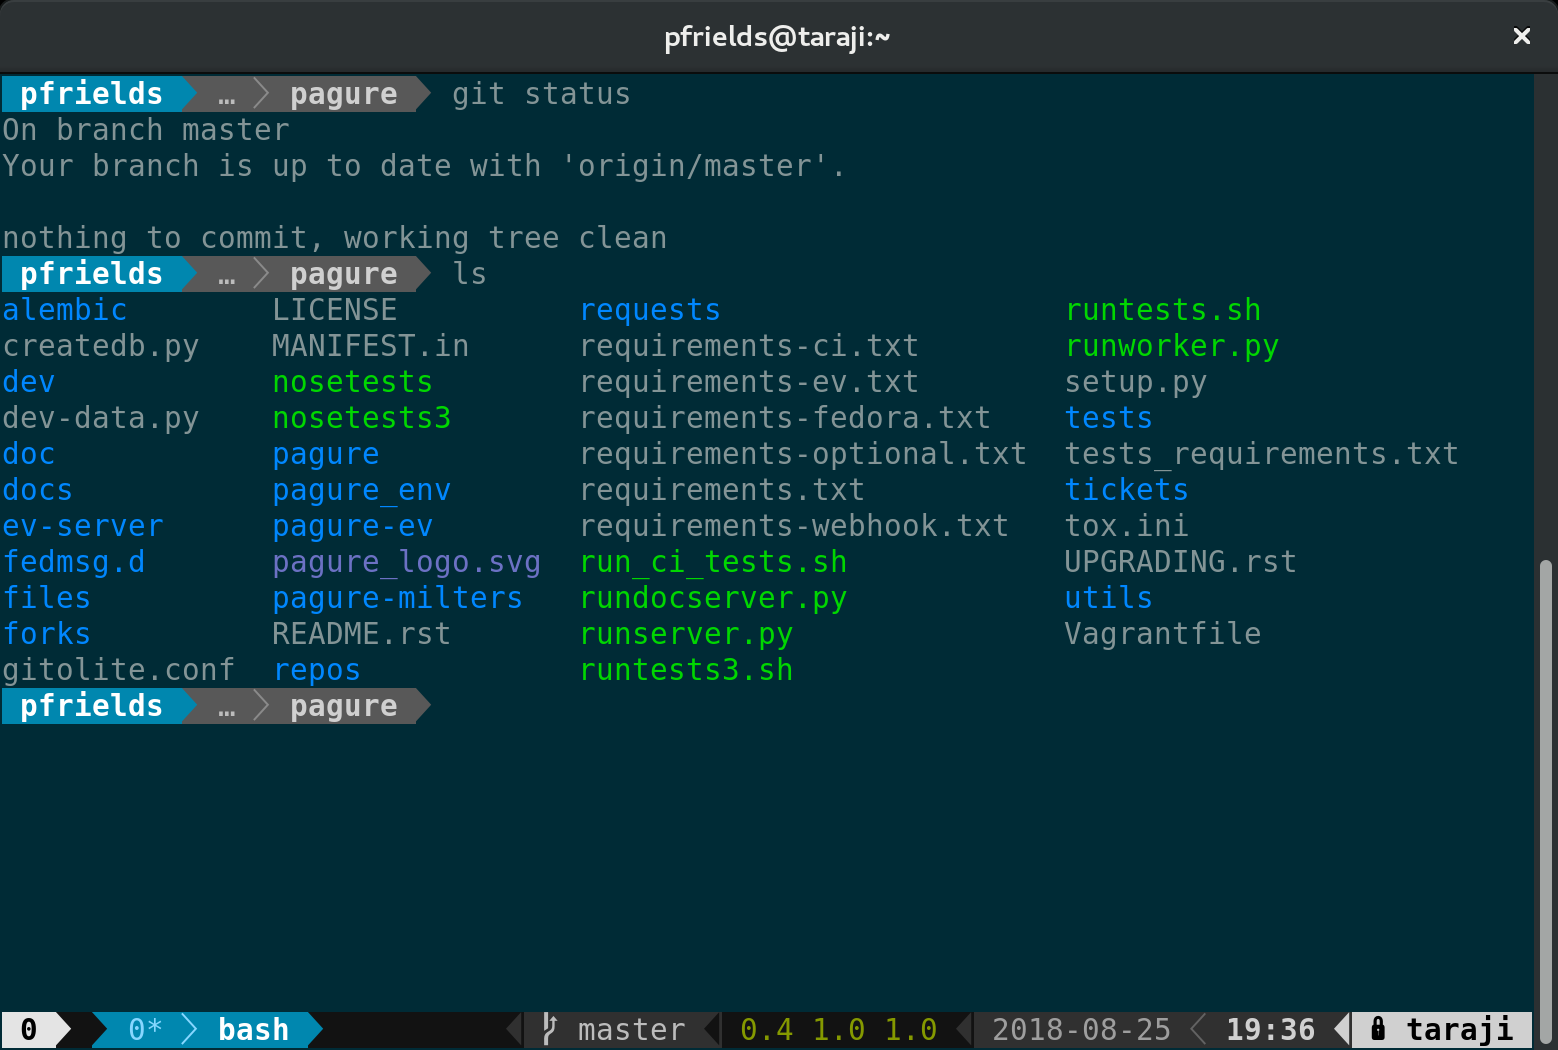 pfrields@taraji:~
pfrields … pagure git status
On branch master
Your branch is up to date with 'origin/master'.
nothing to commit, working tree clean
pfrields … pagure ls
alembic LICENSE requests runtests.sh
createdb.py MANIFEST.in requirements-ci.txt runworker.py
dev nosetests requirements-ev.txt setup.py
dev-data.py nosetests3 requirements-fedora.txt tests
doc pagure requirements-optional.txt tests_requirements.txt
docs pagure_env requirements.txt tickets
ev-server pagure-ev requirements-webhook.txt tox.ini
fedmsg.d pagure_logo.svg run_ci_tests.sh UPGRADING.rst
files pagure-milters rundocserver.py utils
forks README.rst runserver.py Vagrantfile
gitolite.conf repos runtests3.sh
pfrields … pagure
0 0* bash master 0.4 1.0 1.0 2018-08-25 19:36 taraji